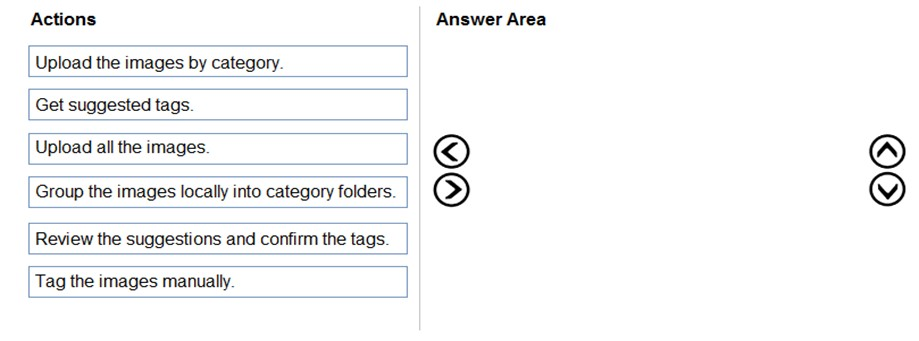 Actions
Answer Area
Upload the images by category.
Get suggested tags.
Upload all the images.
Group the images locally into category folders.
Review the suggestions and confirm the tags.
Tag the images manually.